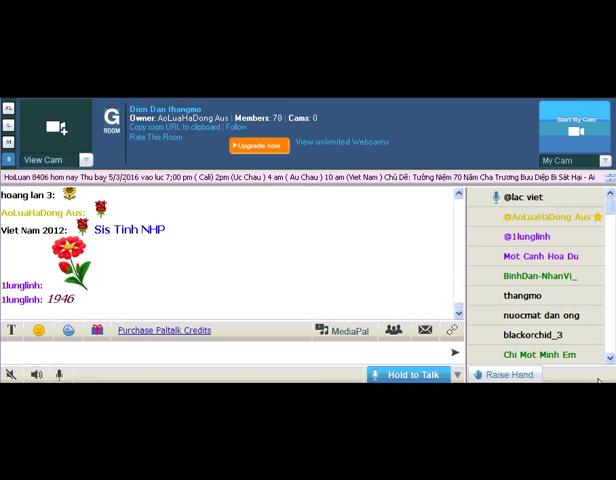 XL
L
M
S
View Cam
G
ROOM
Dien Dan thangmo
Owner: AoLuaHaDong Aus | Members: 78 | Cams: 0
Copy room URL to clipboard | Follow
Rate This Room
Upgrade now
View unlimited Webcams
Start My Cam
My Cam
HoiLuan 8406 hom nay Thu bay 5/3/2016 vao luc 7;00 pm ( Cali) 2pm (Uc Chau ) 4 am ( Au Chau ) 10 am (Viet Nam ) Chủ Đề: Tưởng Niệm 70 Năm Cha Trương Buu Diệp Bi Sát Hại - Ai
hoang lan 3:
AoLuaHaDong Aus:
Viet Nam 2012: Sis Tinh NHP
1lunglinh:
1lunglinh: 1946
@lac viet
@AoLuaHaDong Aus
@1lunglinh
Mot Canh Hoa Du
BinhDan-NhanVi_
thangmo
nuocmat dan ong
blackorchid_3
Chi Mot Minh Em
T
Purchase Paltalk Credits
MediaPal
Hold to Talk
Raise Hand